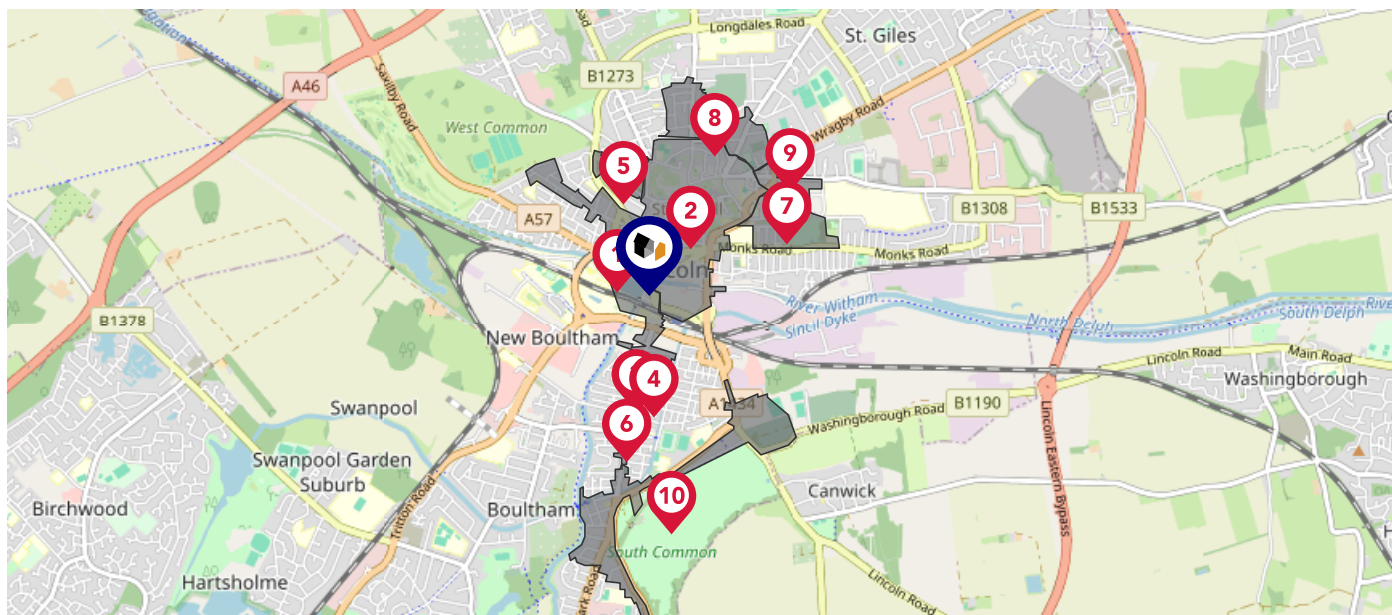 Longdales Road
St. Giles
B1273
A46
Saxilby Road
West Common
8
Wragby Road
9
5
2
7
A57
B1308
B1533
Monks Road
Monks Road
1
River Witham
Sincil Dyke
North Delph
South Delph
B1378
New Boultham
Lincoln Road
Main Road
Washingborough
4
Swanpool
B1190
Washingborough Road
6
Lincoln Eastern Bypass
Swanpool Garden
Suburb
Canwick
10
Birchwood
Tritton Road
Boultham
South Common
Hartsholme
Lincoln Road